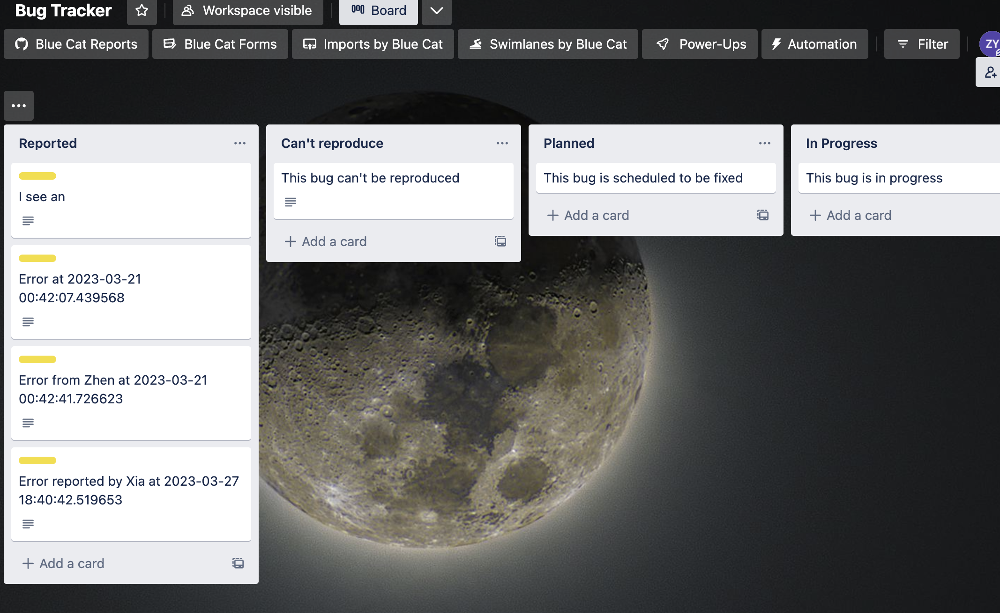 Bug Tracker
Workspace visible
Board
Blue Cat Reports
Blue Cat Forms
Imports by Blue Cat
Swimlanes by Blue Cat
Power-Ups
Automation
Filter
ZY
Reported
I see an
Error at 2023-03-21
00:42:07.439568
Error from Zhen at 2023-03-21
00:42:41.726623
Error reported by Xia at 2023-03-27
18:40:42.519653
Add a card
Can't reproduce
This bug can't be reproduced
Add a card
Planned
This bug is scheduled to be fixed
Add a card
In Progress
This bug is in progress
Add a card